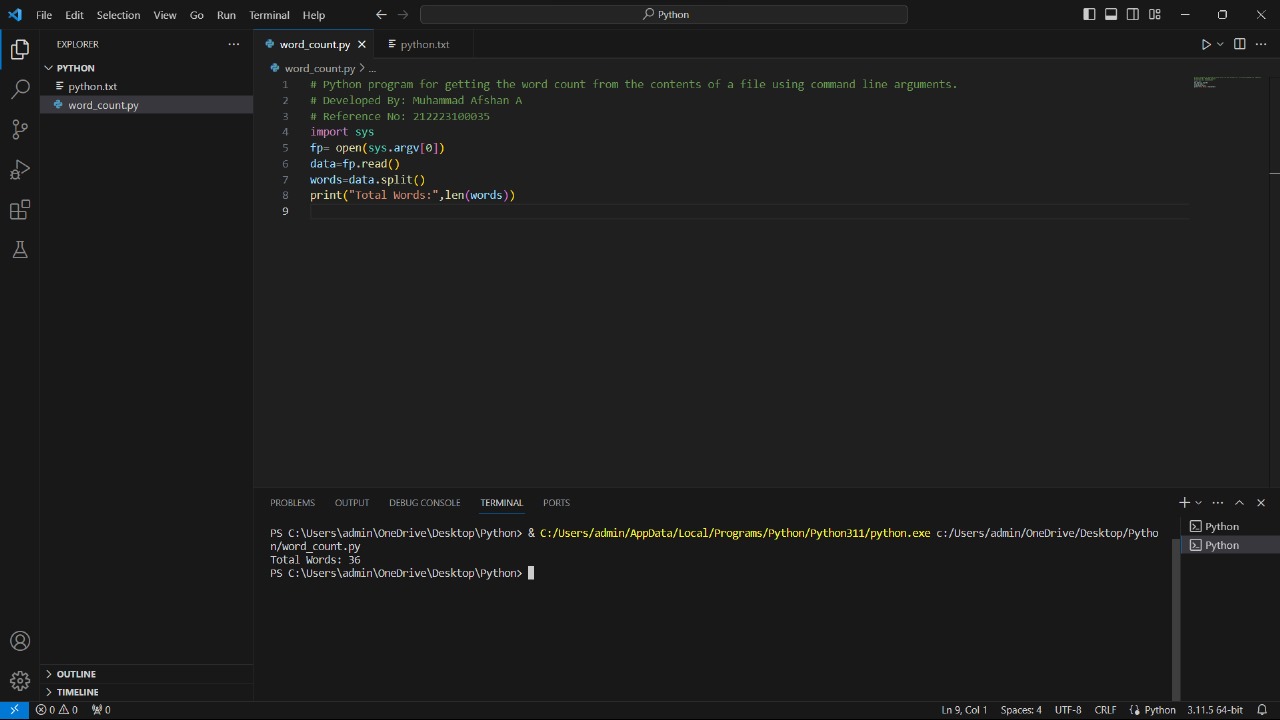 File Edit Selection View Go Run Terminal Help Python
EXPLORER
PYTHON
python.txt
word_count.py
word_count.py python.txt
word_count.py > ...
1 # Python program for getting the word count from the contents of a file using command line arguments.
2 # Developed By: Muhammad Afshan A
3 # Reference No: 212223100035
4 import sys
5 fp= open(sys.argv[0])
6 data=fp.read()
7 words=data.split()
8 print("Total Words:",len(words))
9
PROBLEMS OUTPUT DEBUG CONSOLE TERMINAL PORTS
PS C:\Users\admin\OneDrive\Desktop\Python> & C:/Users/admin/AppData/Local/Programs/Python/Python311/python.exe c:/Users/admin/OneDrive/Desktop/Pytho
n/word_count.py
Total Words: 36
PS C:\Users\admin\OneDrive\Desktop\Python>
Python
Python
OUTLINE
TIMELINE
0 0 0 Ln 9, Col 1 Spaces: 4 UTF-8 CRLF Python 3.11.5 64-bit